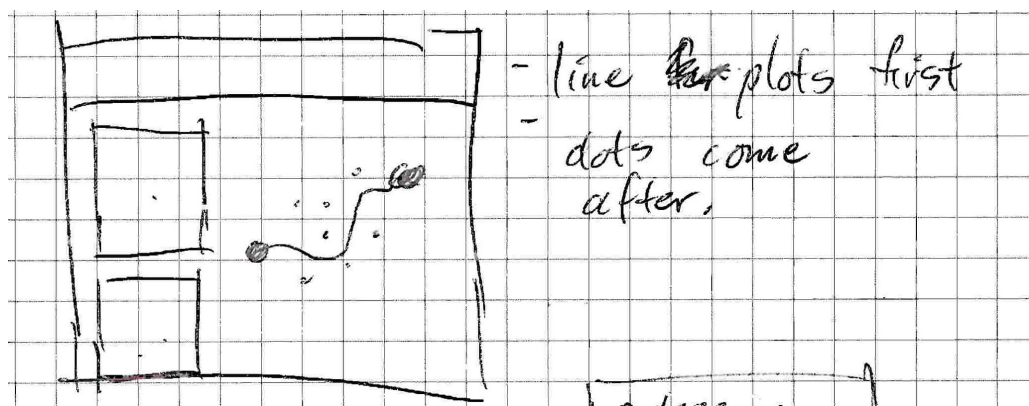 - line plots first
- dots come
after.